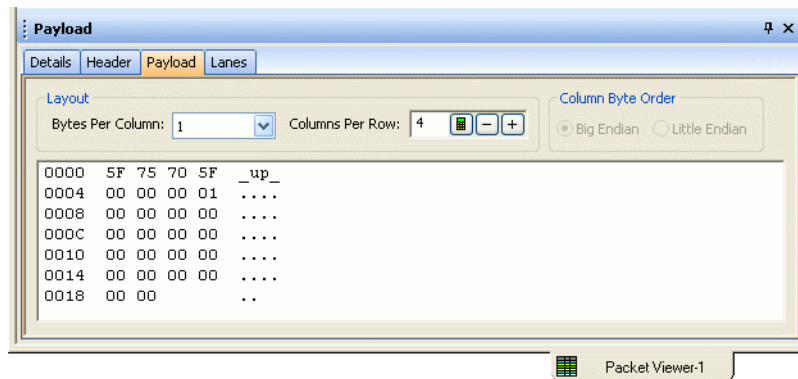 Payload
Details Header Payload Lanes
Layout Column Byte Order
Bytes Per Column: 1 Columns Per Row: 4 Big Endian Little Endian
0000 5F 75 70 5F _up_
0004 00 00 00 01 ....
0008 00 00 00 00 ....
000C 00 00 00 00 ....
0010 00 00 00 00 ....
0014 00 00 00 00 ....
0018 00 00 ..
Packet Viewer-1